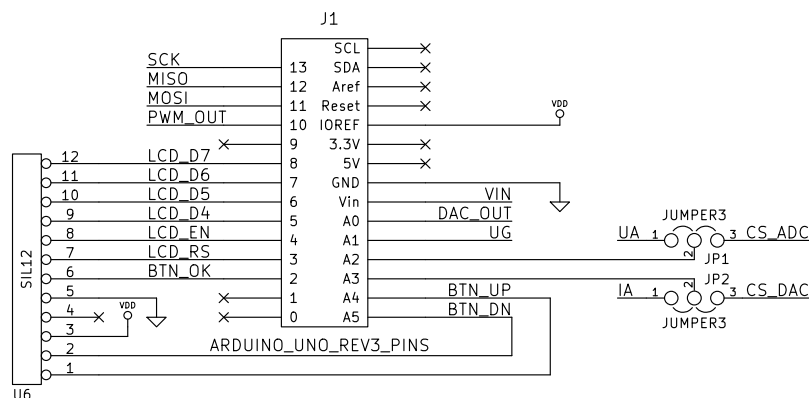 J1
SCL
SCK 13 SDA
MISO 12 Aref
MOSI 11 Reset
PWM_OUT 10 IOREF VDD
9 3.3V
12 LCD_D7 8 5V
11 LCD_D6 7 GND
10 LCD_D5 6 Vin VIN
9 LCD_D4 5 A0 DAC_OUT JUMPER3
8 LCD_EN 4 A1 UG UA 1 2 3 CS_ADC
7 LCD_RS 3 A2 JP1
6 BTN_OK 2 A3 JP2
5 1 A4 BTN_UP IA 1 2 3 CS_DAC
4 VDD 0 A5 BTN_DN JUMPER3
3
2 ARDUINO_UNO_REV3_PINS
1
SIL12
U6